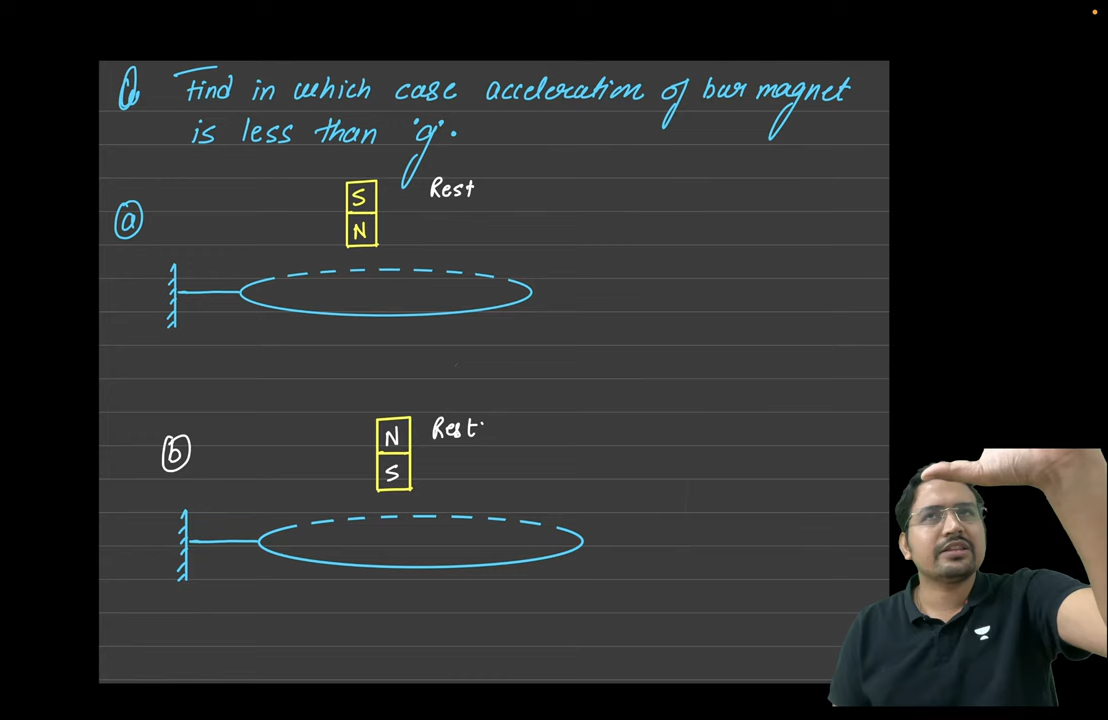 Q Find in which case acceleration of bar magnet
is less than 'g'.
a
S
N
Rest
b
N
S
Rest.